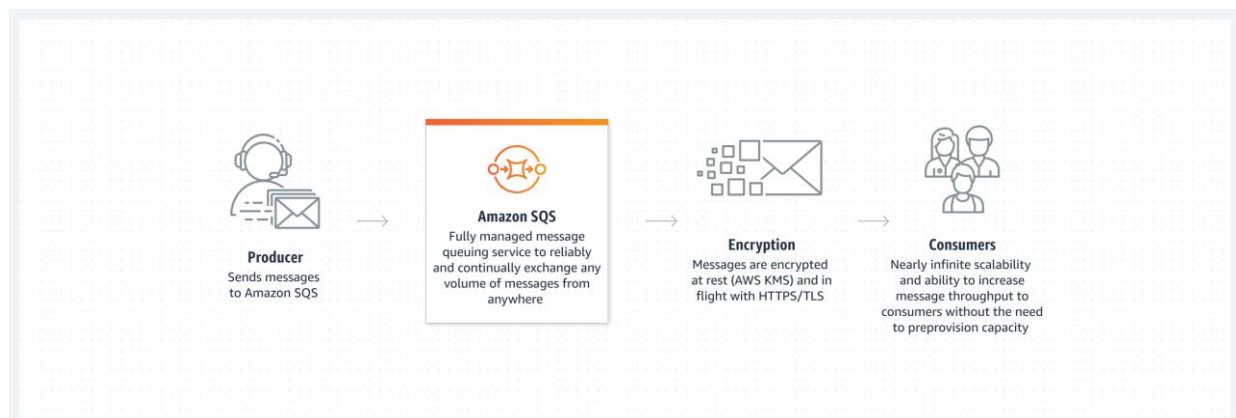 Producer
Sends messages
to Amazon SQS
Amazon SQS
Fully managed message
queuing service to reliably
and continually exchange any
volume of messages from
anywhere
Encryption
Messages are encrypted
at rest (AWS KMS) and in
flight with HTTPS/TLS
Consumers
Nearly infinite scalability
and ability to increase
message throughput to
consumers without the need
to preprovision capacity